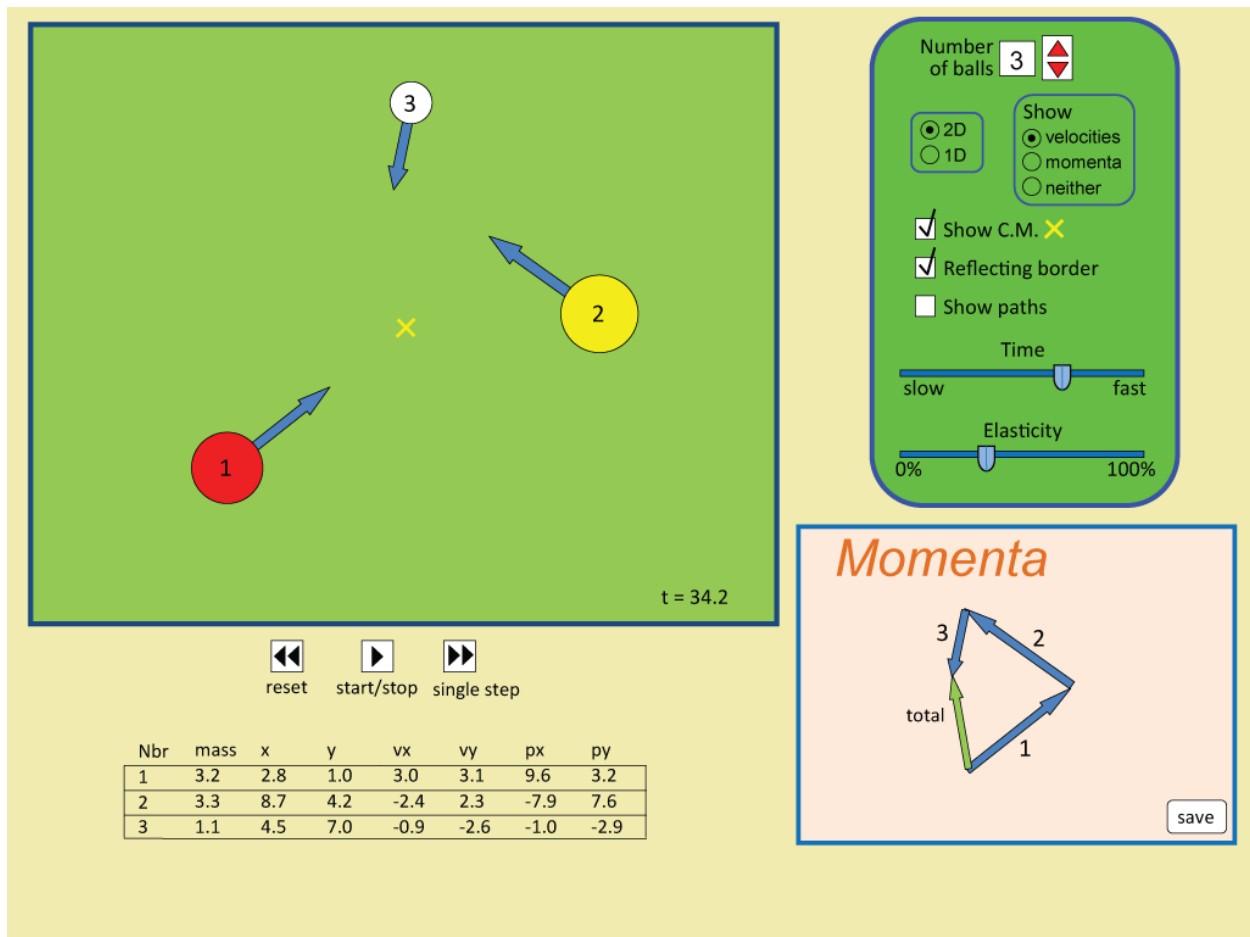 3
2
1
t = 34.2
reset start/stop single step
Nbr mass x y vx vy px py
1 3.2 2.8 1.0 3.0 3.1 9.6 3.2
2 3.3 8.7 4.2 -2.4 2.3 -7.9 7.6
3 1.1 4.5 7.0 -0.9 -2.6 -1.0 -2.9
Number
of balls 3
2D
1D
Show
velocities
momenta
neither
Show C.M.
Reflecting border
Show paths
Time
slow fast
Elasticity
0% 100%
Momenta
3 2
total
1
save